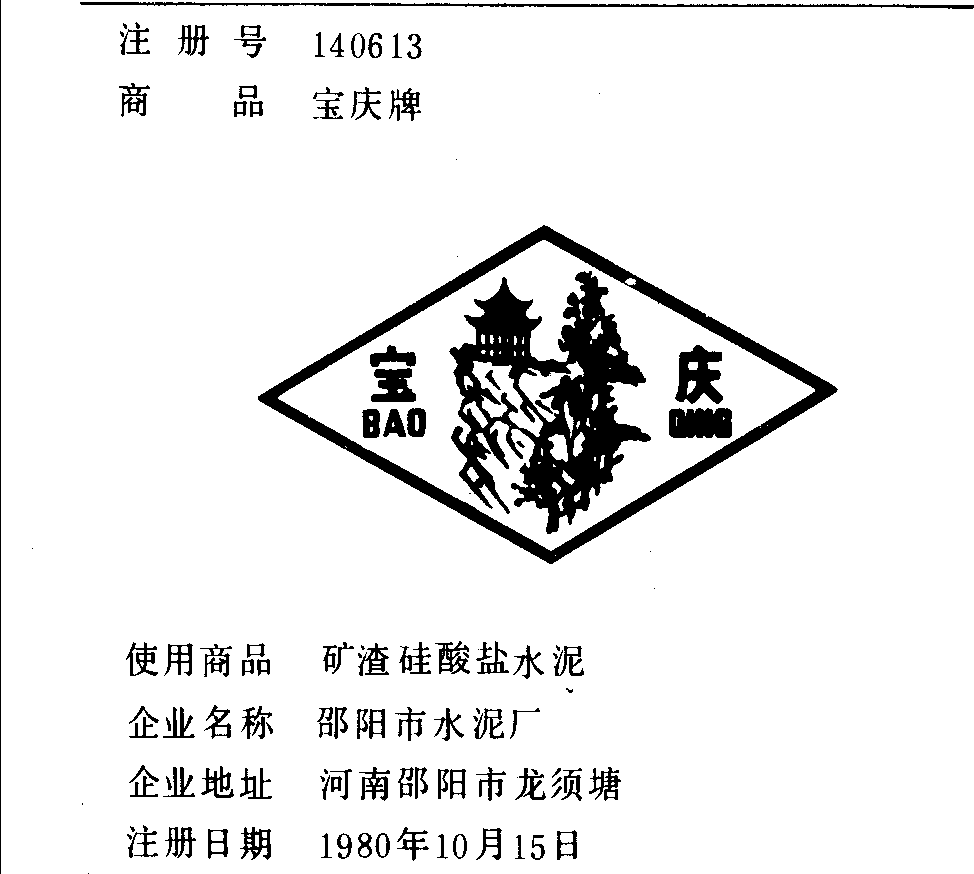 注册号 140613
商品 宝庆牌
宝 庆
BAO QING
使用商品 矿渣硅酸盐水泥
企业名称 邵阳市水泥厂
企业地址 河南邵阳市龙须塘
注册日期 1980年10月15日